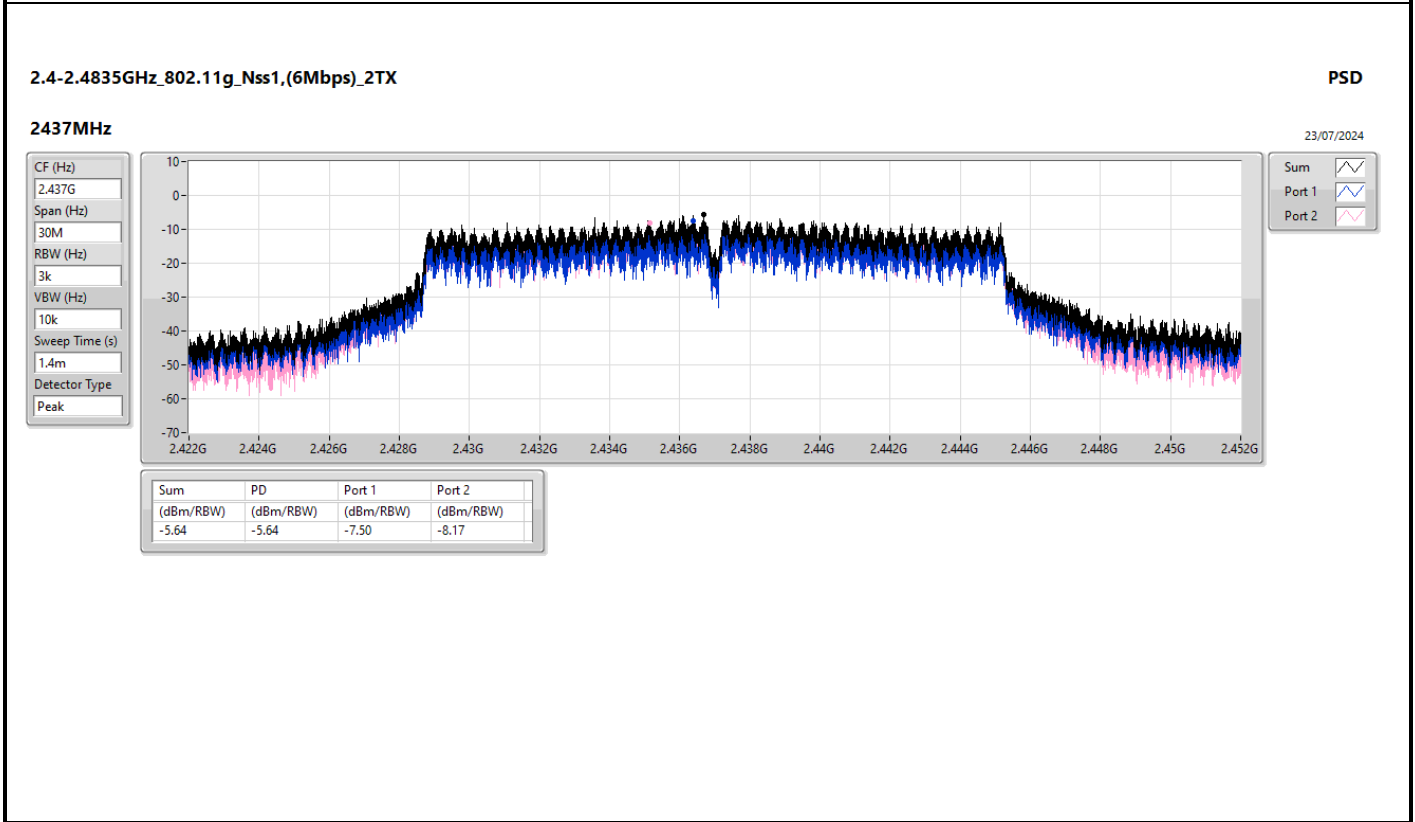 2.4-2.4835GHz_802.11g_Nss1,(6Mbps)_2TX
PSD
2437MHz
23/07/2024
CF (Hz)
2.437G
Span (Hz)
30M
RBW (Hz)
3k
VBW (Hz)
10k
Sweep Time (s)
1.4m
Detector Type
Peak
10
0
-10
-20
-30
-40
-50
-60
-70
2.422G 2.424G 2.426G 2.428G 2.43G 2.432G 2.434G 2.436G 2.438G 2.44G 2.442G 2.444G 2.446G 2.448G 2.45G 2.452G
Sum
Port 1
Port 2
Sum PD Port 1 Port 2
(dBm/RBW) (dBm/RBW) (dBm/RBW) (dBm/RBW)
-5.64 -5.64 -7.50 -8.17